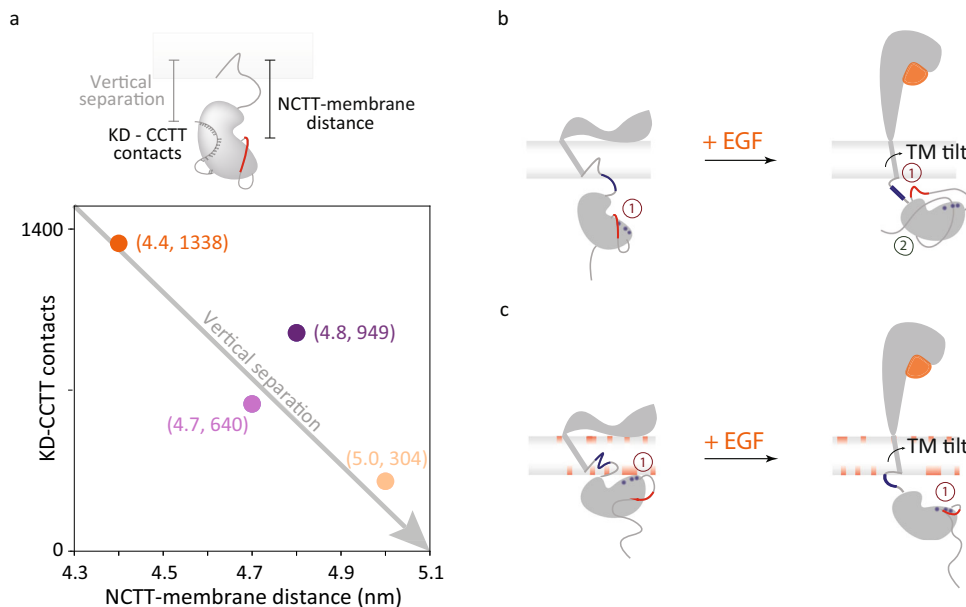 a
Vertical
separation
NCTT-membrane
distance
KD - CCTT
contacts
KD-CCTT contacts
1400
0
(4.4, 1338)
(4.8, 949)
(4.7, 640)
(5.0, 304)
Vertical separation
4.3
4.5
4.7
4.9
5.1
NCTT-membrane distance (nm)
b
+ EGF
TM tilt
1
1
2
c
+ EGF
TM tilt
1
1